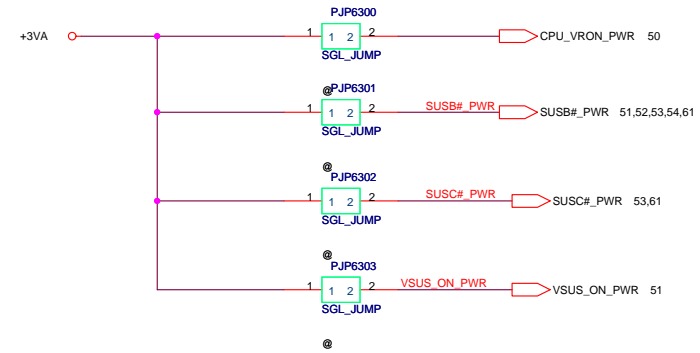 PJP6300
+3VA 1 1 2 2 CPU_VRON_PWR 50
SGL_JUMP
@
PJP6301
1 1 2 2 SUSB#_PWR SUSB#_PWR 51,52,53,54,61
SGL_JUMP
@
PJP6302
1 1 2 2 SUSC#_PWR SUSC#_PWR 53,61
SGL_JUMP
@
PJP6303
1 1 2 2 VSUS_ON_PWR VSUS_ON_PWR 51
SGL_JUMP
@